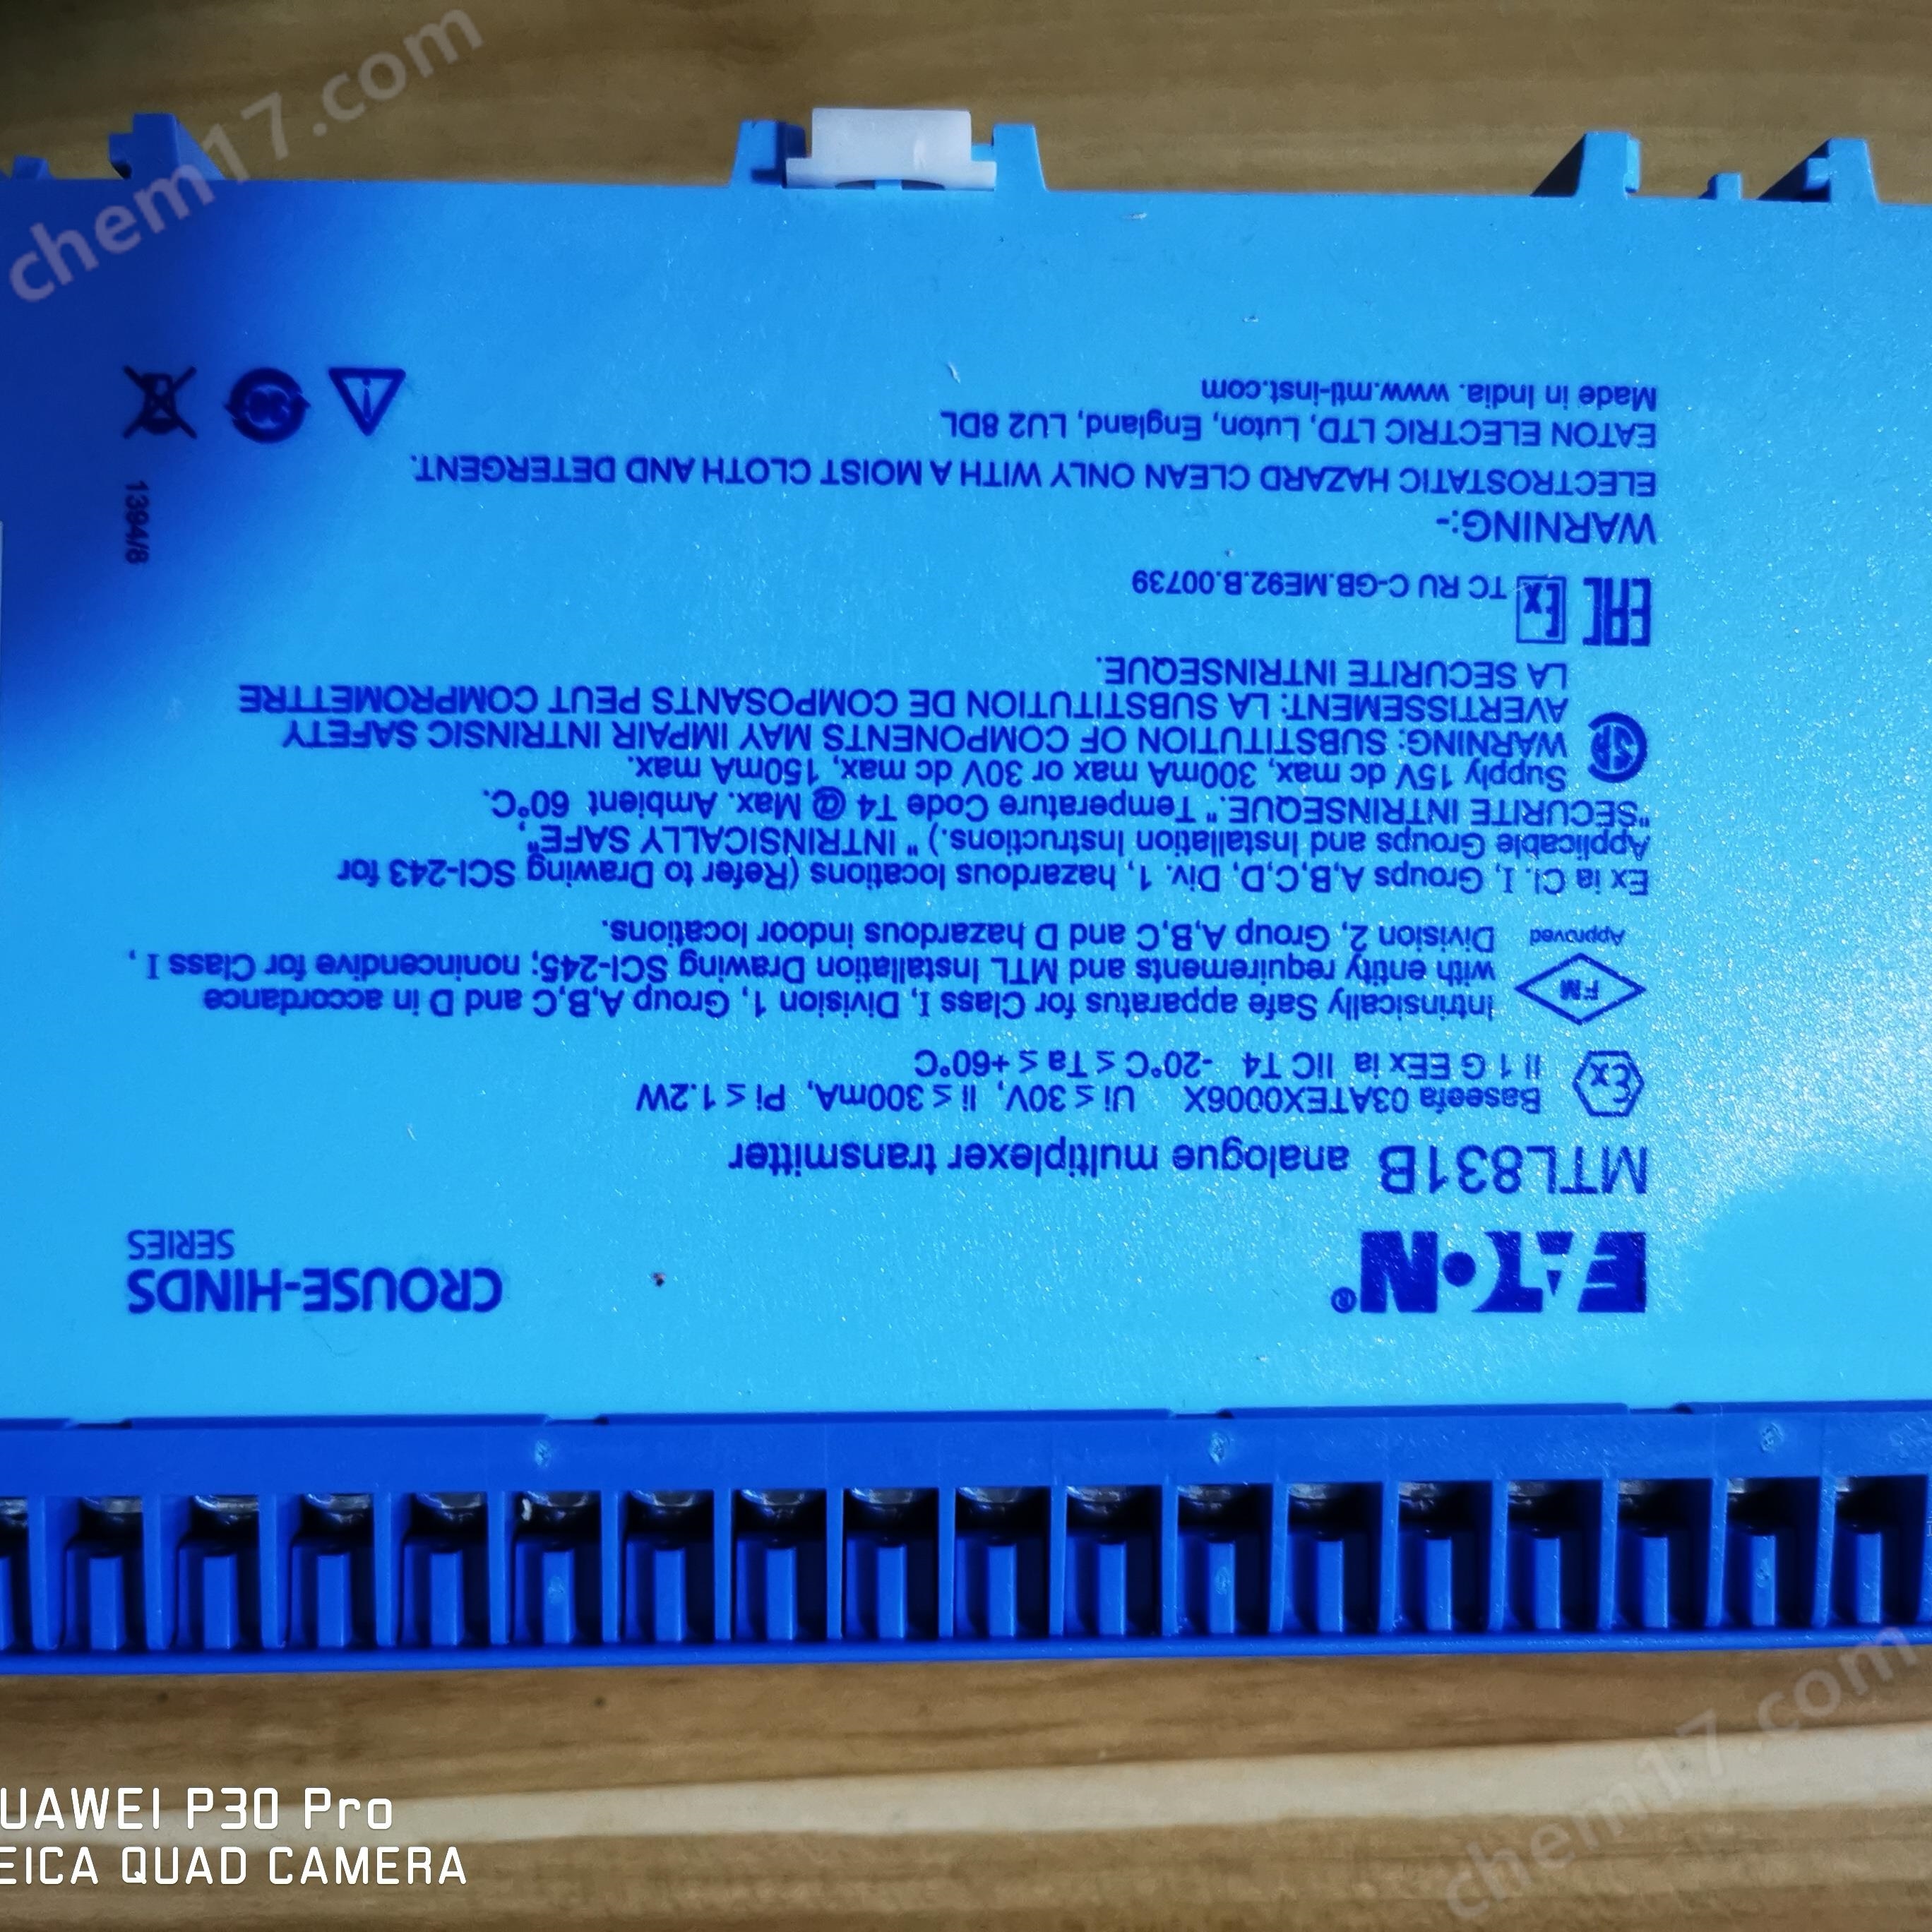 EATON®
CROUSE-HINDS
SERIES
MTL831B analogue multiplexer transmitter
Baseefa 03ATEX0006X Ui ≤ 30V, Ii ≤ 300mA, Pi ≤ 1.2W
II 1 G EEx ia IIC T4 -20°C ≤ Ta ≤ +60°C
Ex
FM
Approved
Intrinsically Safe apparatus for Class I, Division 1, Group A,B,C and D in accordance
with entity requirements and MTL Installation Drawing SCI-245; nonincendive for Class I ,
Division 2, Group A,B,C and D hazardous indoor locations.
Ex ia Cl. I, Groups A,B,C,D, Div. 1, hazardous locations (Refer to Drawing SCI-243 for
Applicable Groups and Installation Instructions.) " INTRINSICALLY SAFE",
"SECURITE INTRINSEQUE." Temperature Code T4 @ Max. Ambient 60°C.
Supply 15V dc max, 300mA max or 30V dc max, 150mA max.
WARNING: SUBSTITUTION OF COMPONENTS MAY IMPAIR INTRINSIC SAFETY
AVERTISSEMENT: LA SUBSTITUTION DE COMPOSANTS PEUT COMPROMETTRE
LA SECURITE INTRINSEQUE.
EAC Ex TC RU C-GB.ME92.B.00739
WARNING:-
ELECTROSTATIC HAZARD CLEAN ONLY WITH A MOIST CLOTH AND DETERGENT.
EATON ELECTRIC LTD, Luton, England, LU2 8DL
Made in India. www.mtl-inst.com
1394/8
chem17.com
chem17.com
UAWEI P30 Pro
EICA QUAD CAMERA